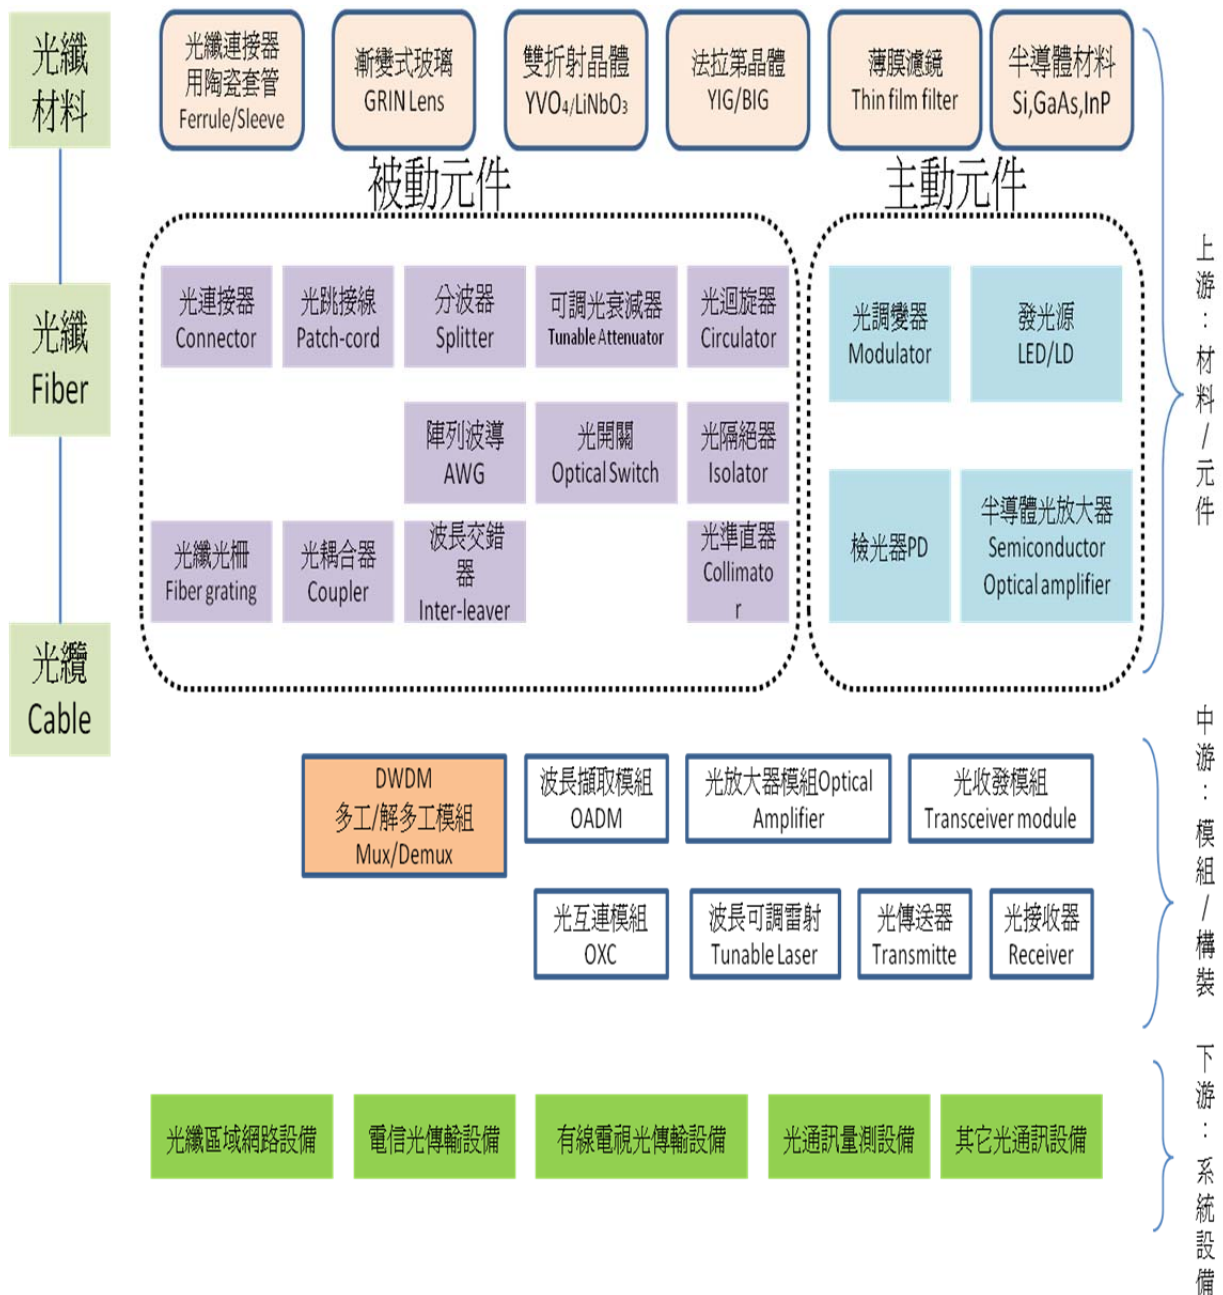 光纖
材料
光纖連接器
用陶瓷套管
Ferrule/Sleeve
漸變式玻璃
GRIN Lens
雙折射晶體
YVO₄/LiNbO₃
法拉第晶體
YIG/BIG
薄膜濾鏡
Thin film filter
半導體材料
Si,GaAs,InP
被動元件
主動元件
光纖
Fiber
光連接器
Connector
光跳接線
Patch-cord
分波器
Splitter
可調光衰減器
Tunable Attenuator
光迴旋器
Circulator
光調變器
Modulator
發光源
LED/LD
陣列波導
AWG
光開關
Optical Switch
光隔絕器
Isolator
光纖光柵
Fiber grating
光耦合器
Coupler
波長交錯
器
Inter-leaver
光準直器
Collimato
r
檢光器PD
半導體光放大器
Semiconductor
Optical amplifier
上游：材料/元件
光纜
Cable
DWDM
多工/解多工模組
Mux/Demux
波長擷取模組
OADM
光放大器模組Optical
Amplifier
光收發模組
Transceiver module
光互連模組
OXC
波長可調雷射
Tunable Laser
光傳送器
Transmitte
光接收器
Receiver
中游：模組/構裝
光纖區域網路設備
電信光傳輸設備
有線電視光傳輸設備
光通訊量測設備
其它光通訊設備
下游：系統設備